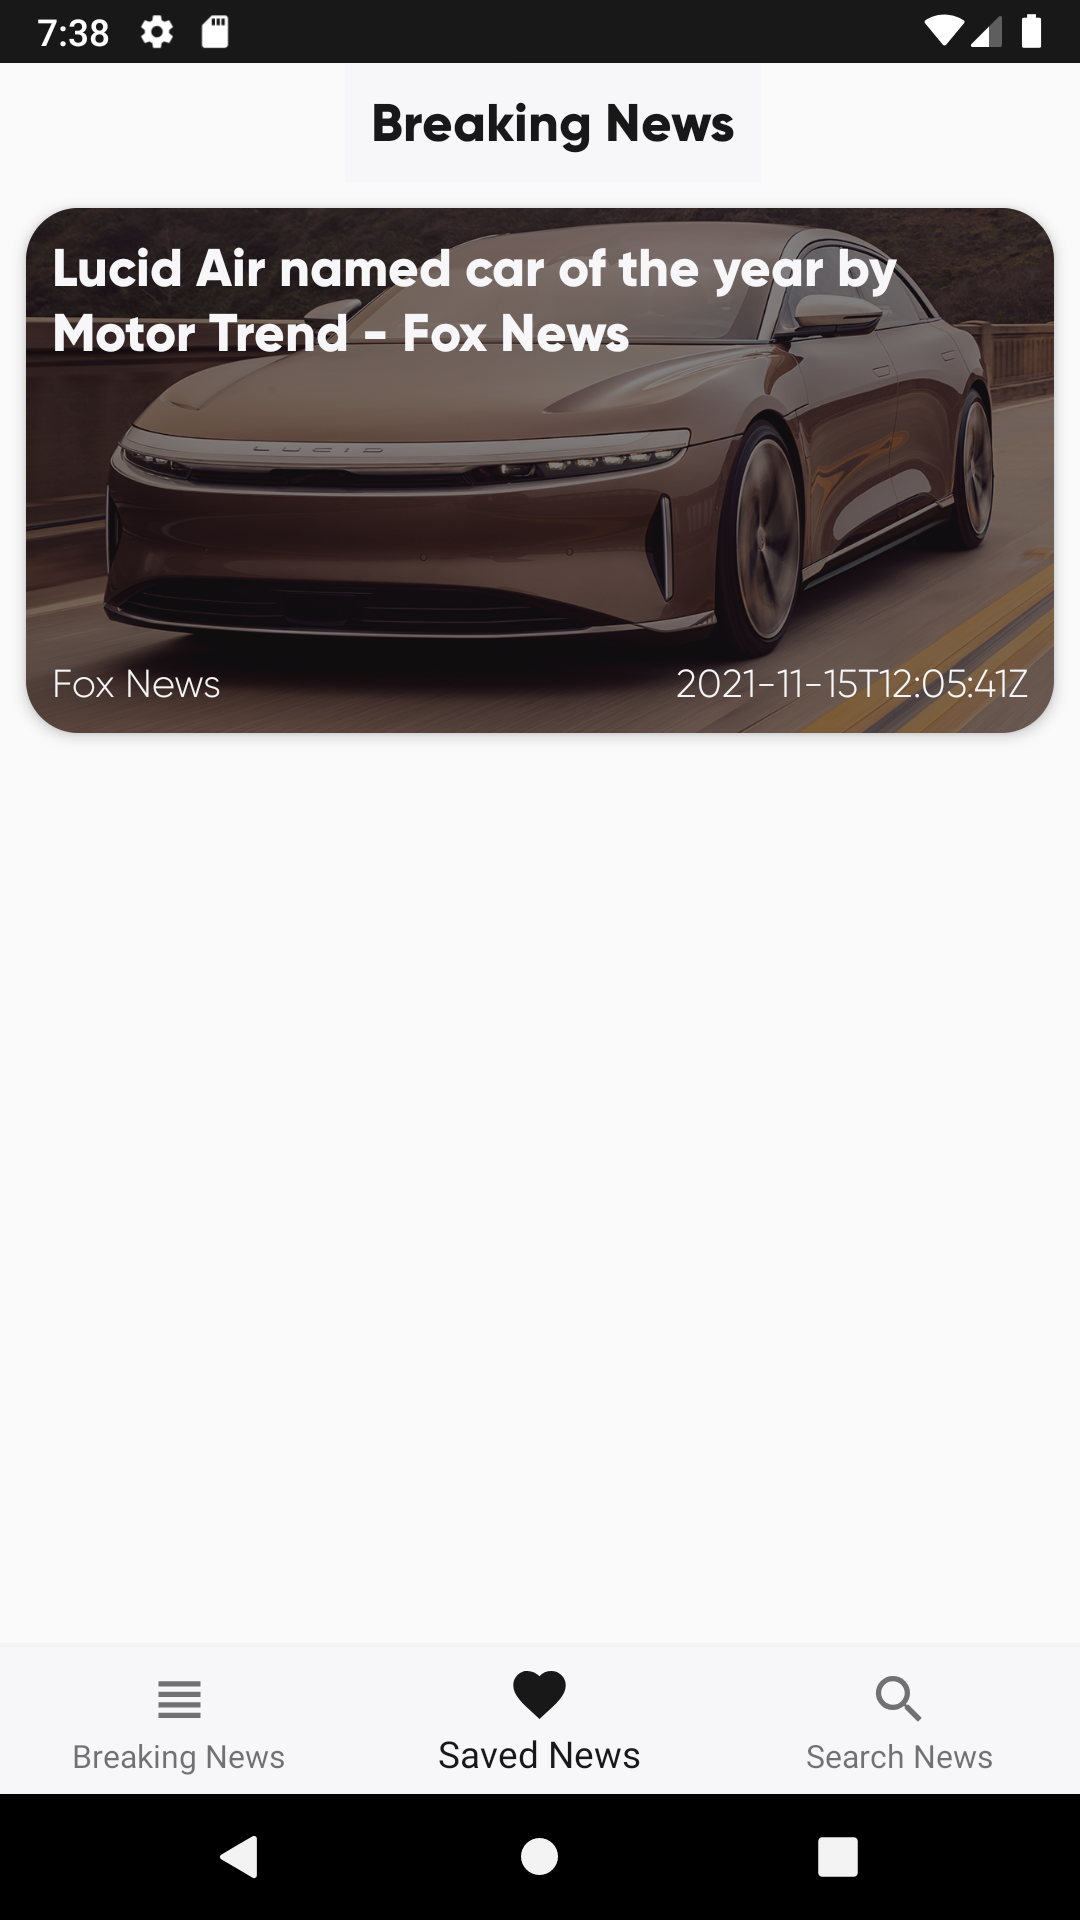 7:38
Breaking News
Lucid Air named car of the year by
Motor Trend - Fox News
LUCID
Fox News
2021-11-15T12:05:41Z
Breaking News
Saved News
Search News